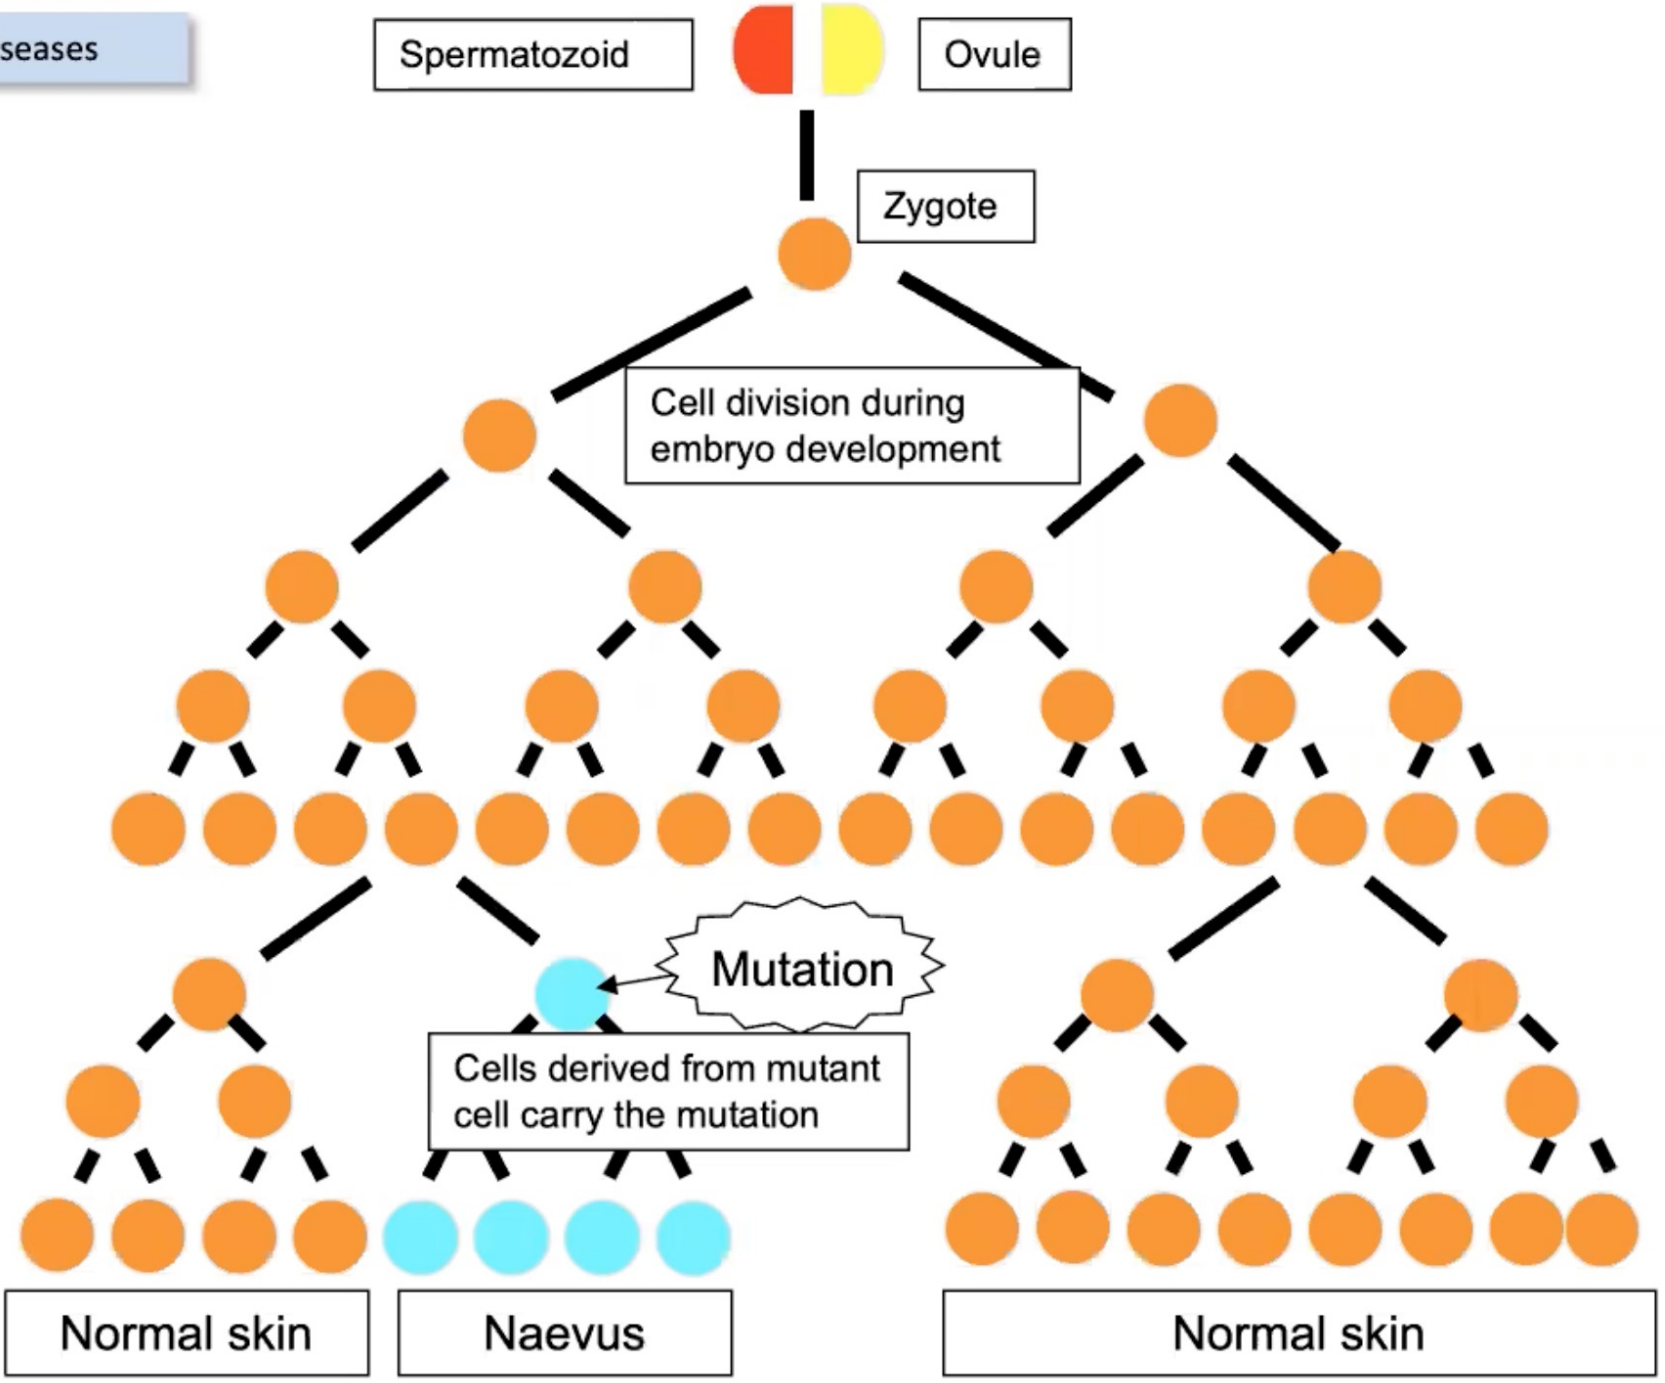 seases
Spermatozoid
Ovule
Zygote
Cell division during
embryo development
Mutation
Cells derived from mutant
cell carry the mutation
Normal skin
Naevus
Normal skin